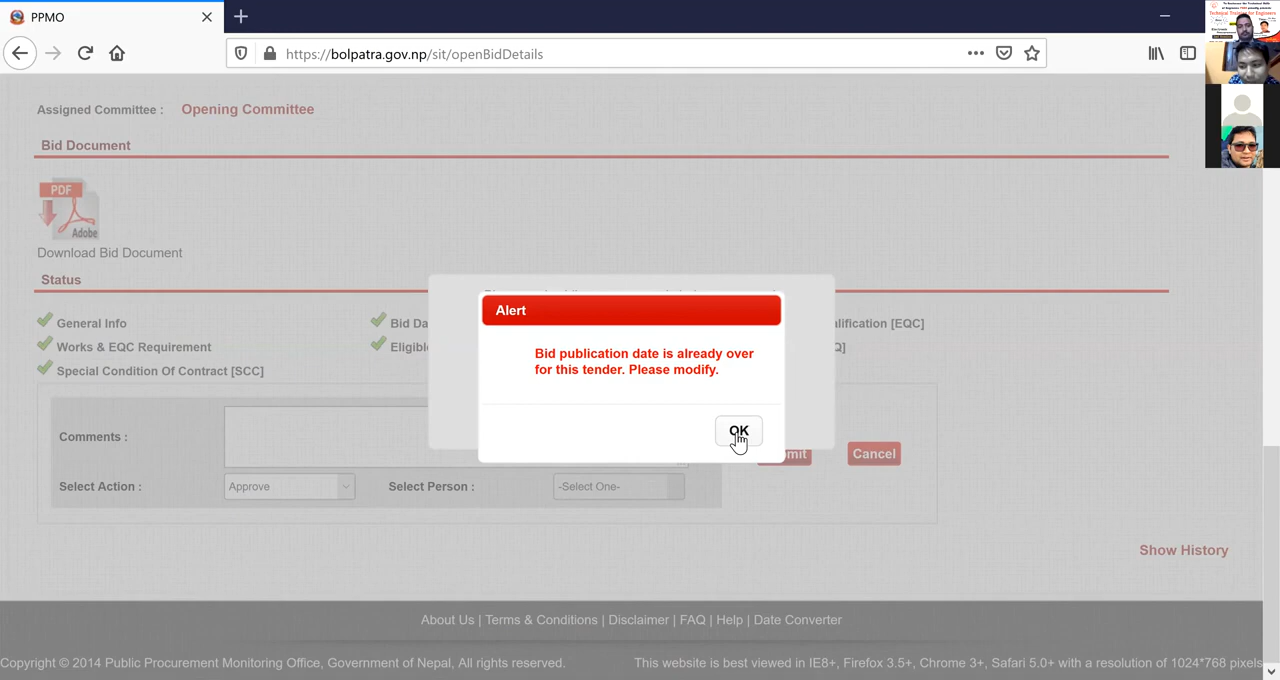 PPMO
https://bolpatra.gov.np/sit/openBidDetails
Technical Training for Engineers
Assigned Committee : Opening Committee
Bid Document
PDF
Adobe
Download Bid Document
Status
General Info
Bid Da
alification [EQC]
Works & EQC Requirement
Eligible
Q]
Special Condition Of Contract [SCC]
Alert
Bid publication date is already over
for this tender. Please modify.
OK
Comments :
mit
Cancel
Select Action :
Approve
Select Person :
-Select One-
Show History
About Us | Terms & Conditions | Disclaimer | FAQ | Help | Date Converter
Copyright © 2014 Public Procurement Monitoring Office, Government of Nepal, All rights reserved.
This website is best viewed in IE8+, Firefox 3.5+, Chrome 3+, Safari 5.0+ with a resolution of 1024*768 pixels